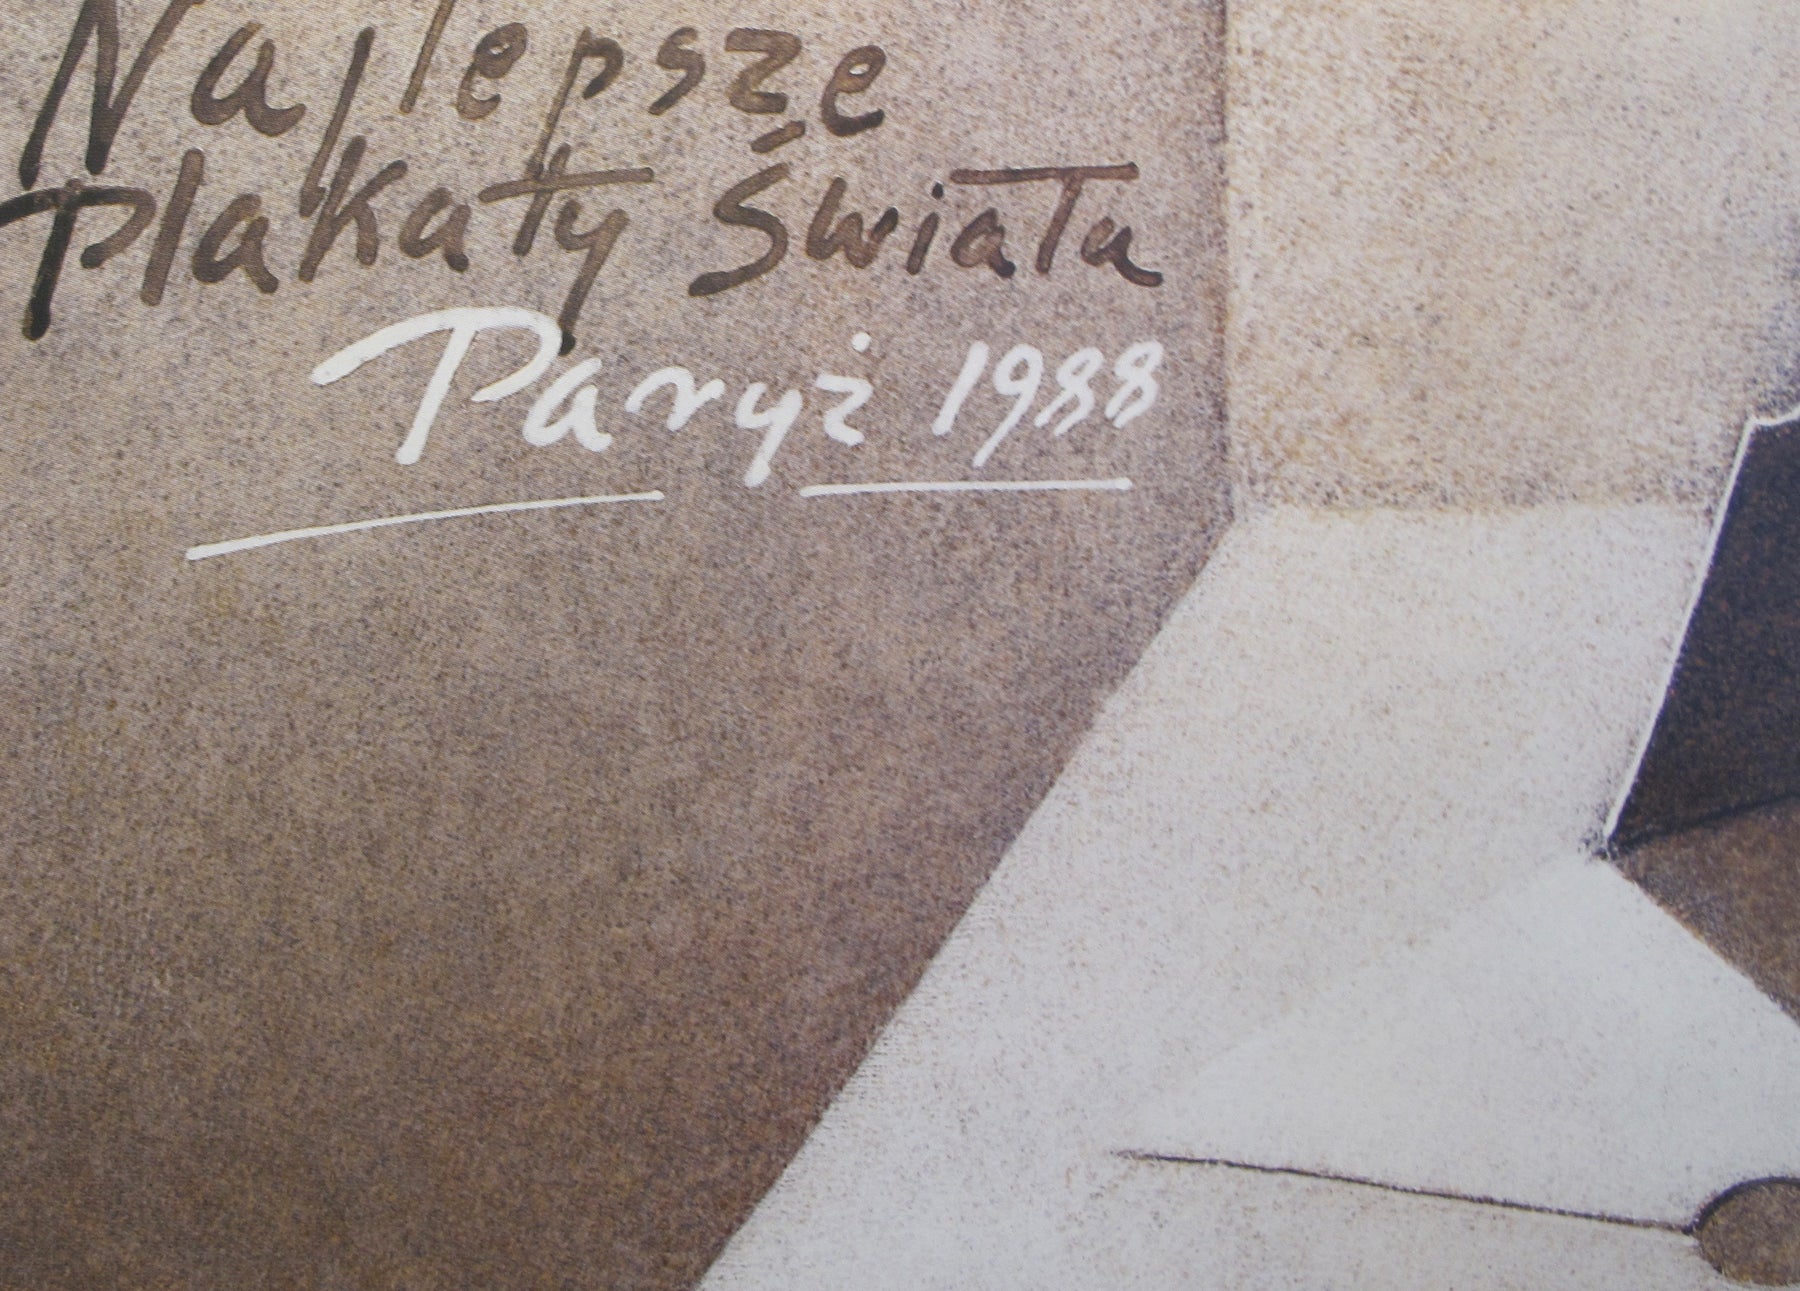 Najlepsze
Plakaty Świata
Paryż 1988